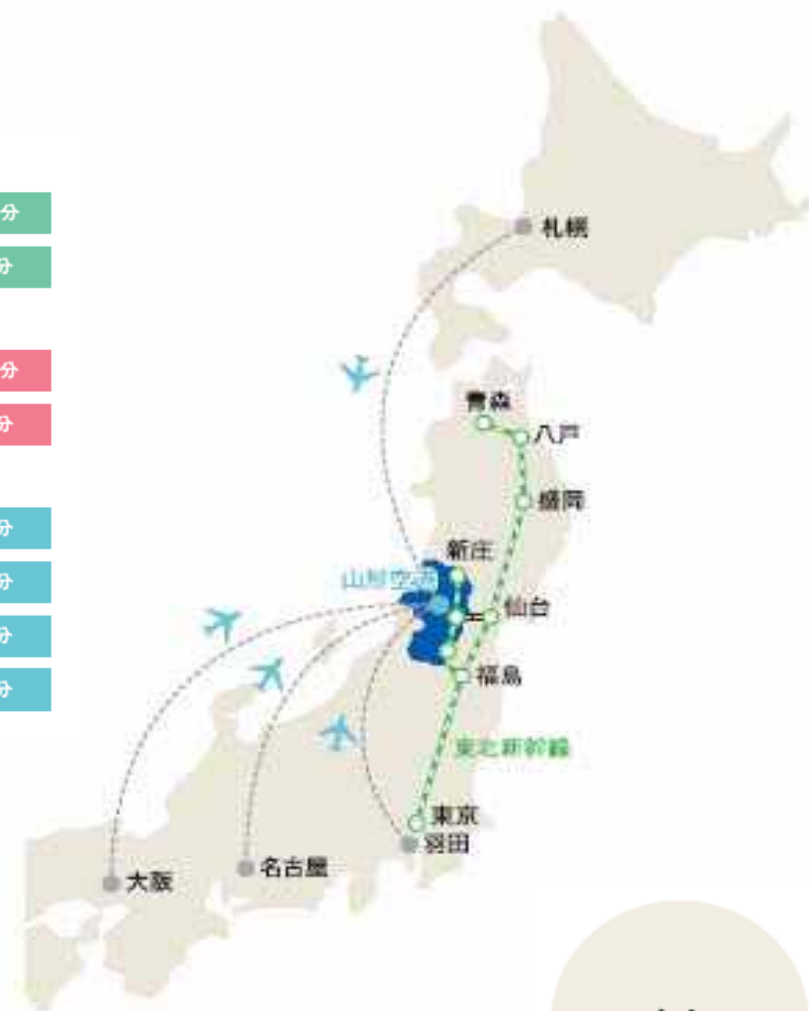 分
分
分
分
分
分
分
分
札幌
青森
八戸
盛岡
新庄
山形空港
仙台
福島
東北新幹線
東京
羽田
名古屋
大阪